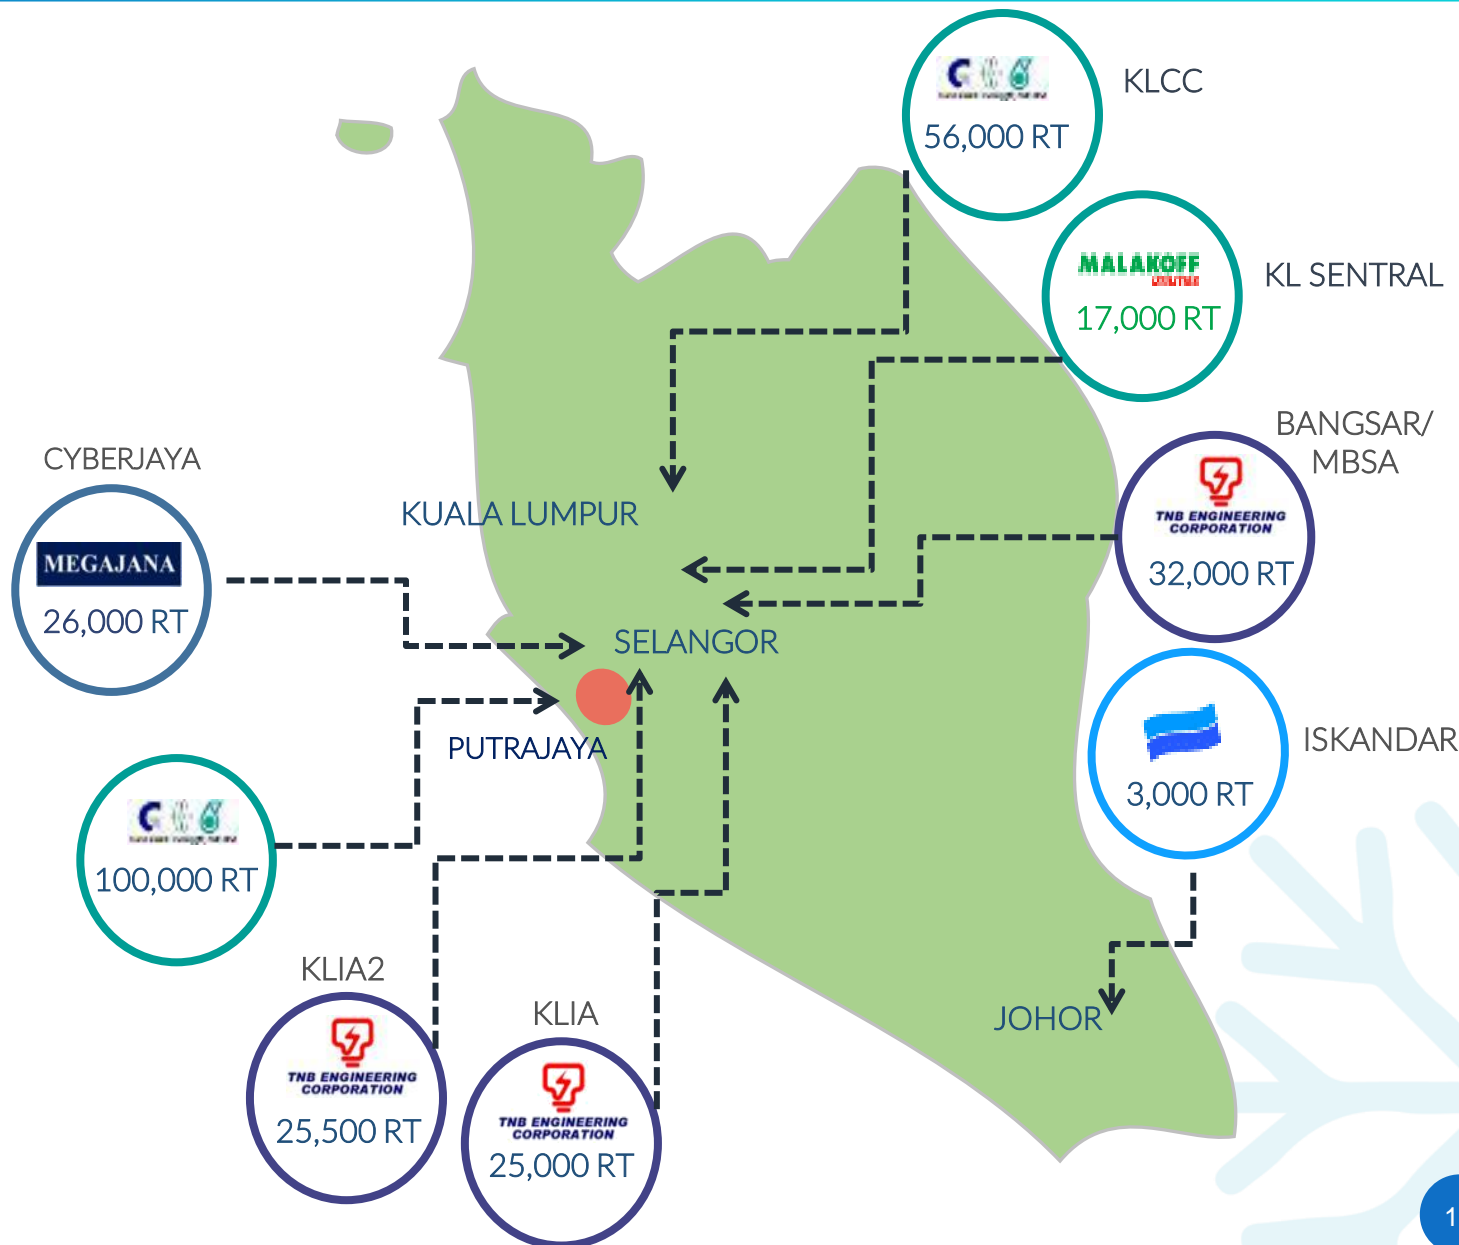 KLCC
56,000 RT
MALAKOFF
17,000 RT
KL SENTRAL
BANGSAR/
MBSA
TNB ENGINEERING
CORPORATION
32,000 RT
CYBERJAYA
MEGAJANA
26,000 RT
KUALA LUMPUR
SELANGOR
PUTRAJAYA
ISKANDAR
3,000 RT
100,000 RT
KLIA2
TNB ENGINEERING
CORPORATION
25,500 RT
KLIA
TNB ENGINEERING
CORPORATION
25,000 RT
JOHOR
1